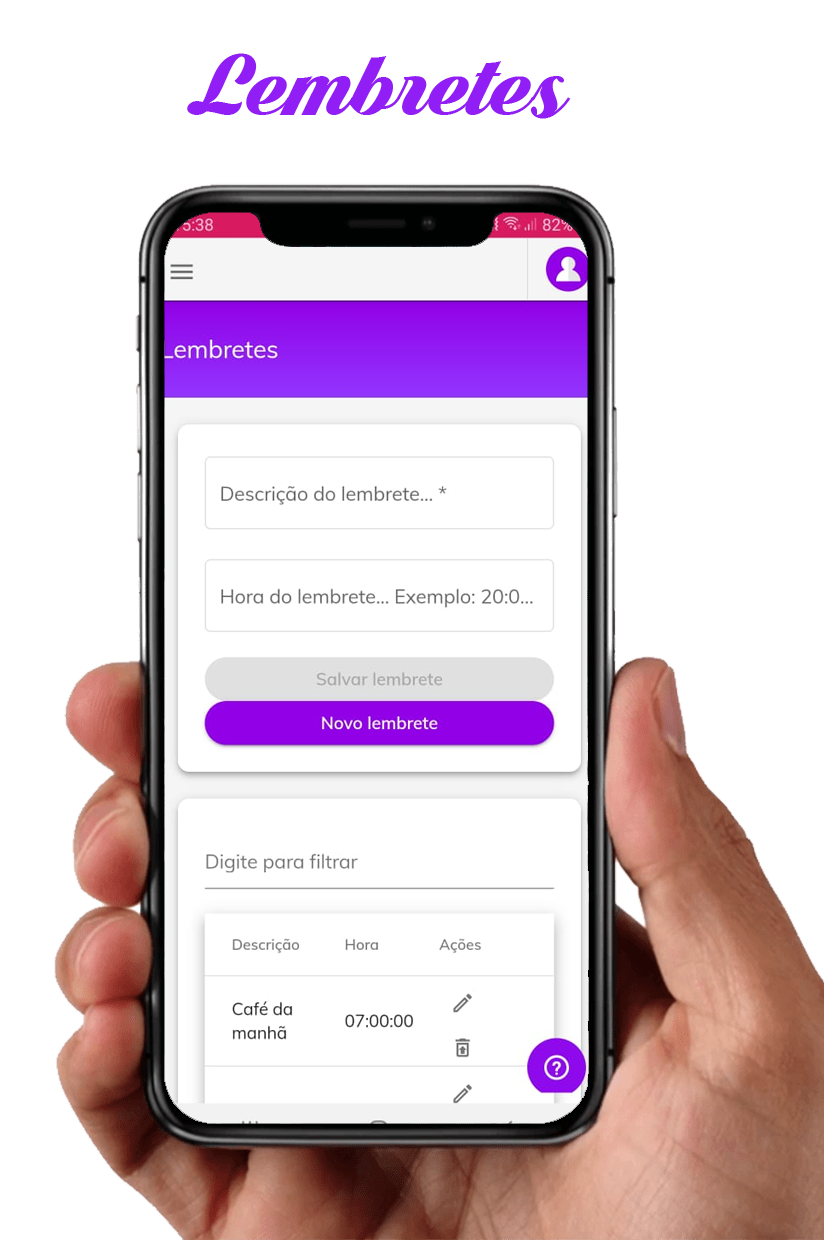 Lembretes
5:38
82%
Lembretes
Descrição do lembrete... *
Hora do lembrete... Exemplo: 20:0...
Salvar lembrete
Novo lembrete
Digite para filtrar
Descrição Hora Ações
Café da
manhã
07:00:00